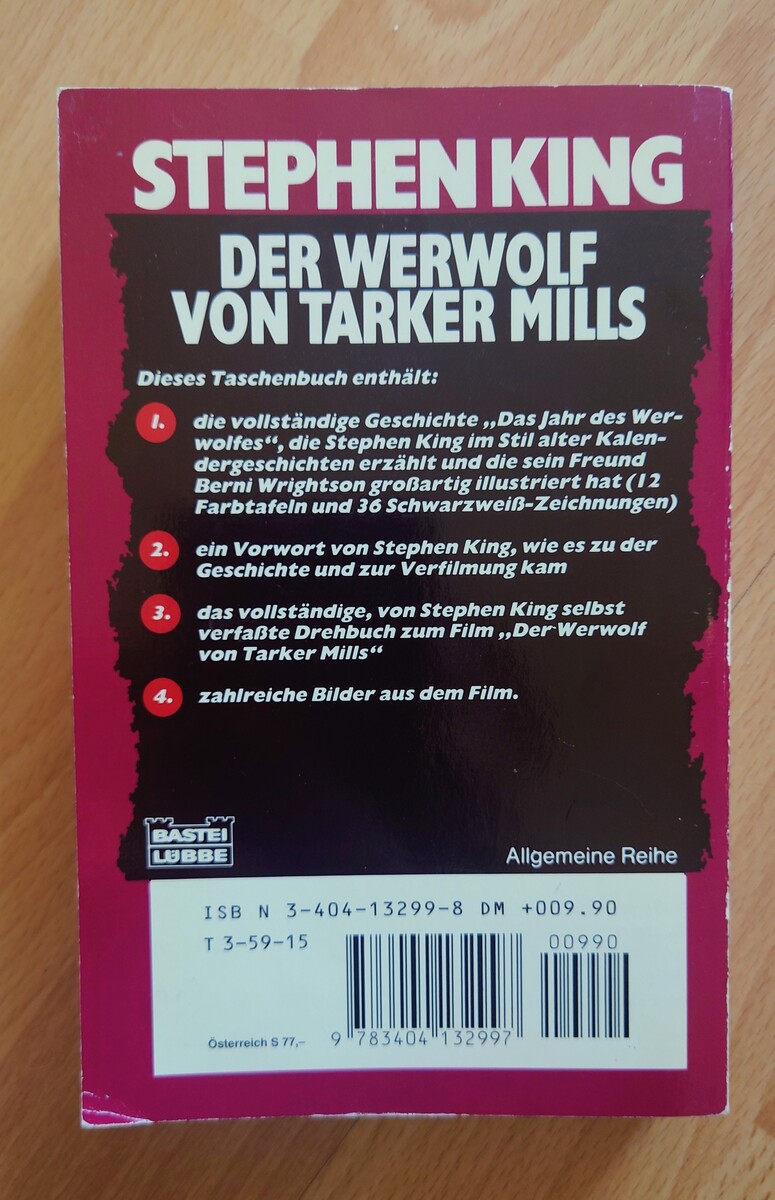 STEPHEN KING
DER WERWOLF
VON TARKER MILLS
Dieses Taschenbuch enthält:
1. die vollständige Geschichte „Das Jahr des Wer-
wolfes“, die Stephen King im Stil alter Kalen-
dergeschichten erzählt und die sein Freund
Berni Wrightson großartig illustriert hat (12
Farbtafeln und 36 Schwarzweiß-Zeichnungen)
2. ein Vorwort von Stephen King, wie es zu der
Geschichte und zur Verfilmung kam
3. das vollständige, von Stephen King selbst
verfaßte Drehbuch zum Film „Der Werwolf
von Tarker Mills“
4. zahlreiche Bilder aus dem Film.
BASTEI
LÜBBE
Allgemeine Reihe
ISB N 3-404-13299-8 DM +009.90
T 3-59-15
00990
Österreich S 77,–
9 783404 132997